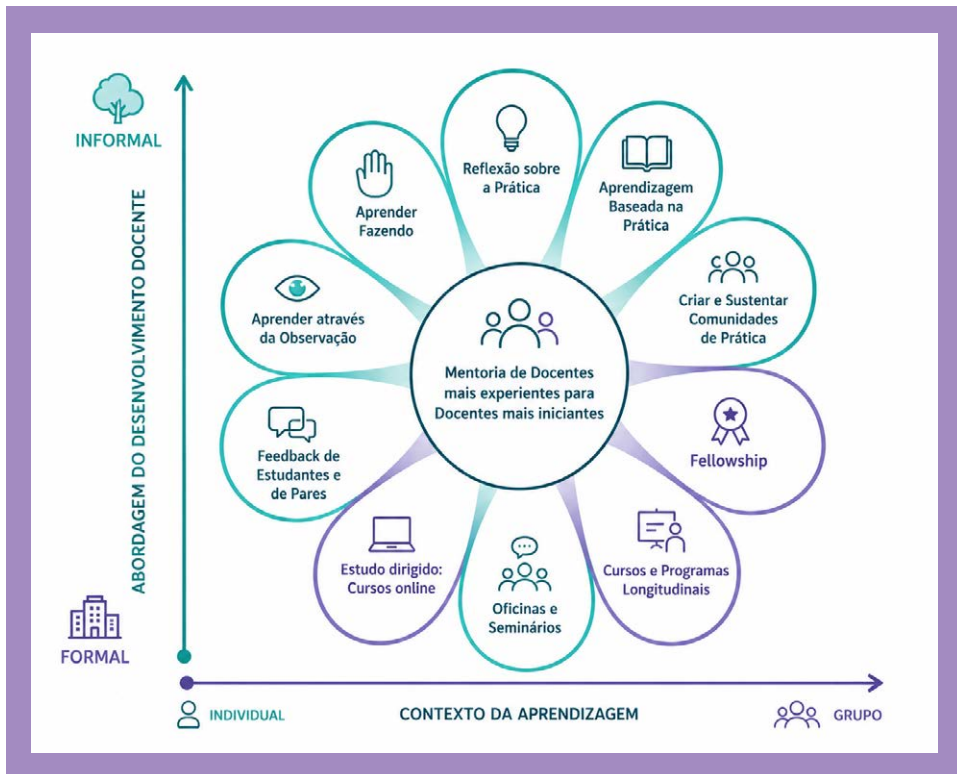 INFORMAL
ABORDAGEM DO DESENVOLVIMENTO DOCENTE
FORMAL
Reflexão sobre
a Prática
Aprendizagem
Baseada na
Prática
Criar e Sustentar
Comunidades
de Prática
Fellowship
Cursos e Programas
Longitudinais
Oficinas e
Seminários
Estudo dirigido:
Cursos online
Feedback de
Estudantes e
de Pares
Aprender através
da Observação
Aprender
Fazendo
Mentoria de Docentes
mais experientes para
Docentes mais iniciantes
INDIVIDUAL
CONTEXTO DA APRENDIZAGEM
GRUPO